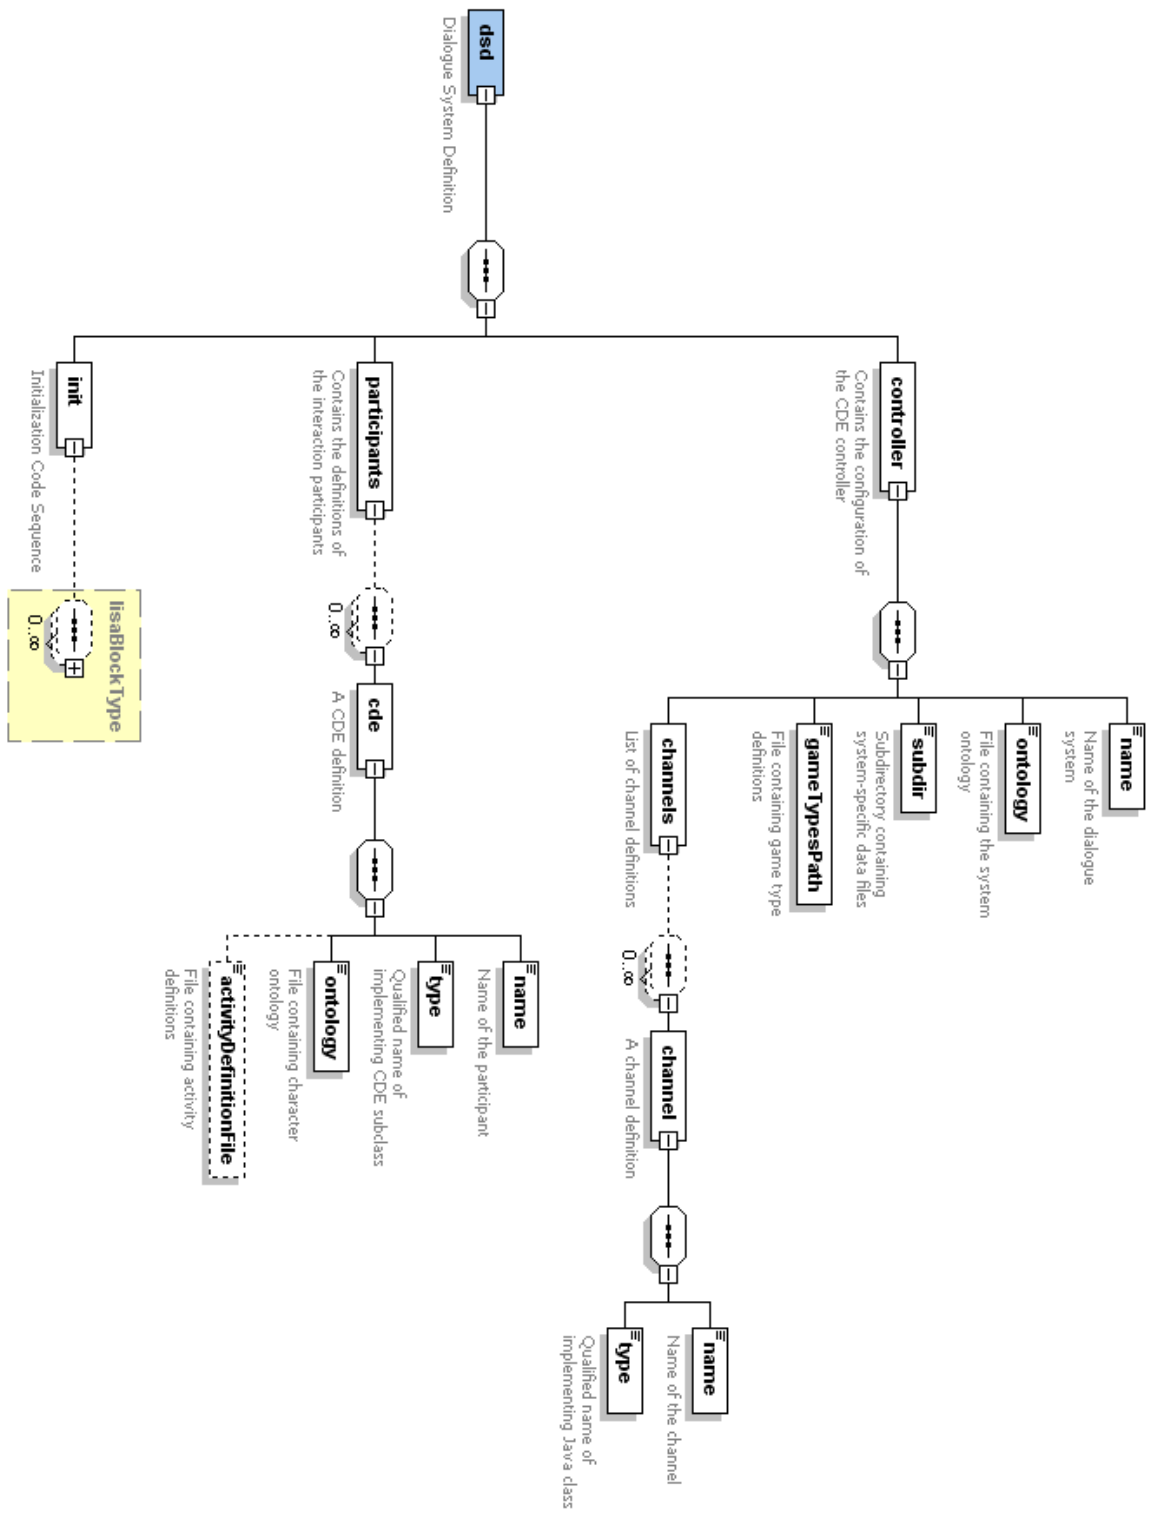 dsd
Dialogue System Definition
controller
Contains the configuration of
the CDE controller
name
Name of the dialogue
system
ontology
File containing the system
ontology
subdir
Subdirectory containing
system-specific data files
gameTypesPath
File containing game type
definitions
channels
List of channel definitions
0..∞
channel
A channel definition
name
Name of the channel
type
Qualified name of
implementing Java class
participants
Contains the definitions of
the interaction participants
0..∞
cde
A CDE definition
name
Name of the participant
type
Qualified name of
implementing CDE subclass
ontology
File containing character
ontology
activityDefinitionFile
File containing activity
definitions
init
Initialization Code Sequence
lisaBlockType
0..∞